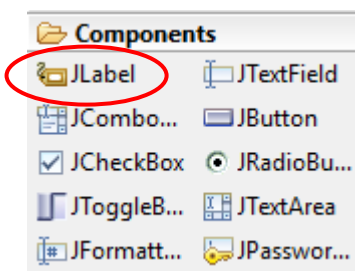 Components
JLabel JTextField
JCombo... JButton
JCheckBox JRadioBu...
JToggleB... JTextArea
JFormatt... JPasswor...